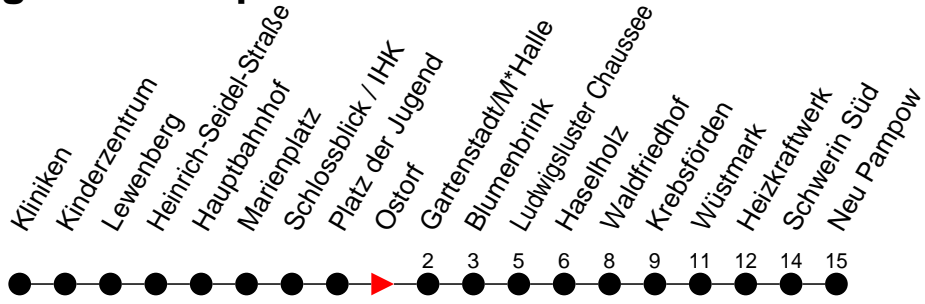 Kliniken
Kinderzentrum
Lewenberg
Heinrich-Seidel-Straße
Hauptbahnhof
Marienplatz
Schlossblick / IHK
Platz der Jugend
Ostorf
Gartenstadt/M*Halle
Blumenbrink
Ludwigsluster Chaussee
Haselholz
Waldfriedhof
Krebsförden
Wüstmark
Heizkraftwerk
Schwerin Süd
Neu Pampow
2 3 5 6 8 9 11 12 14 15